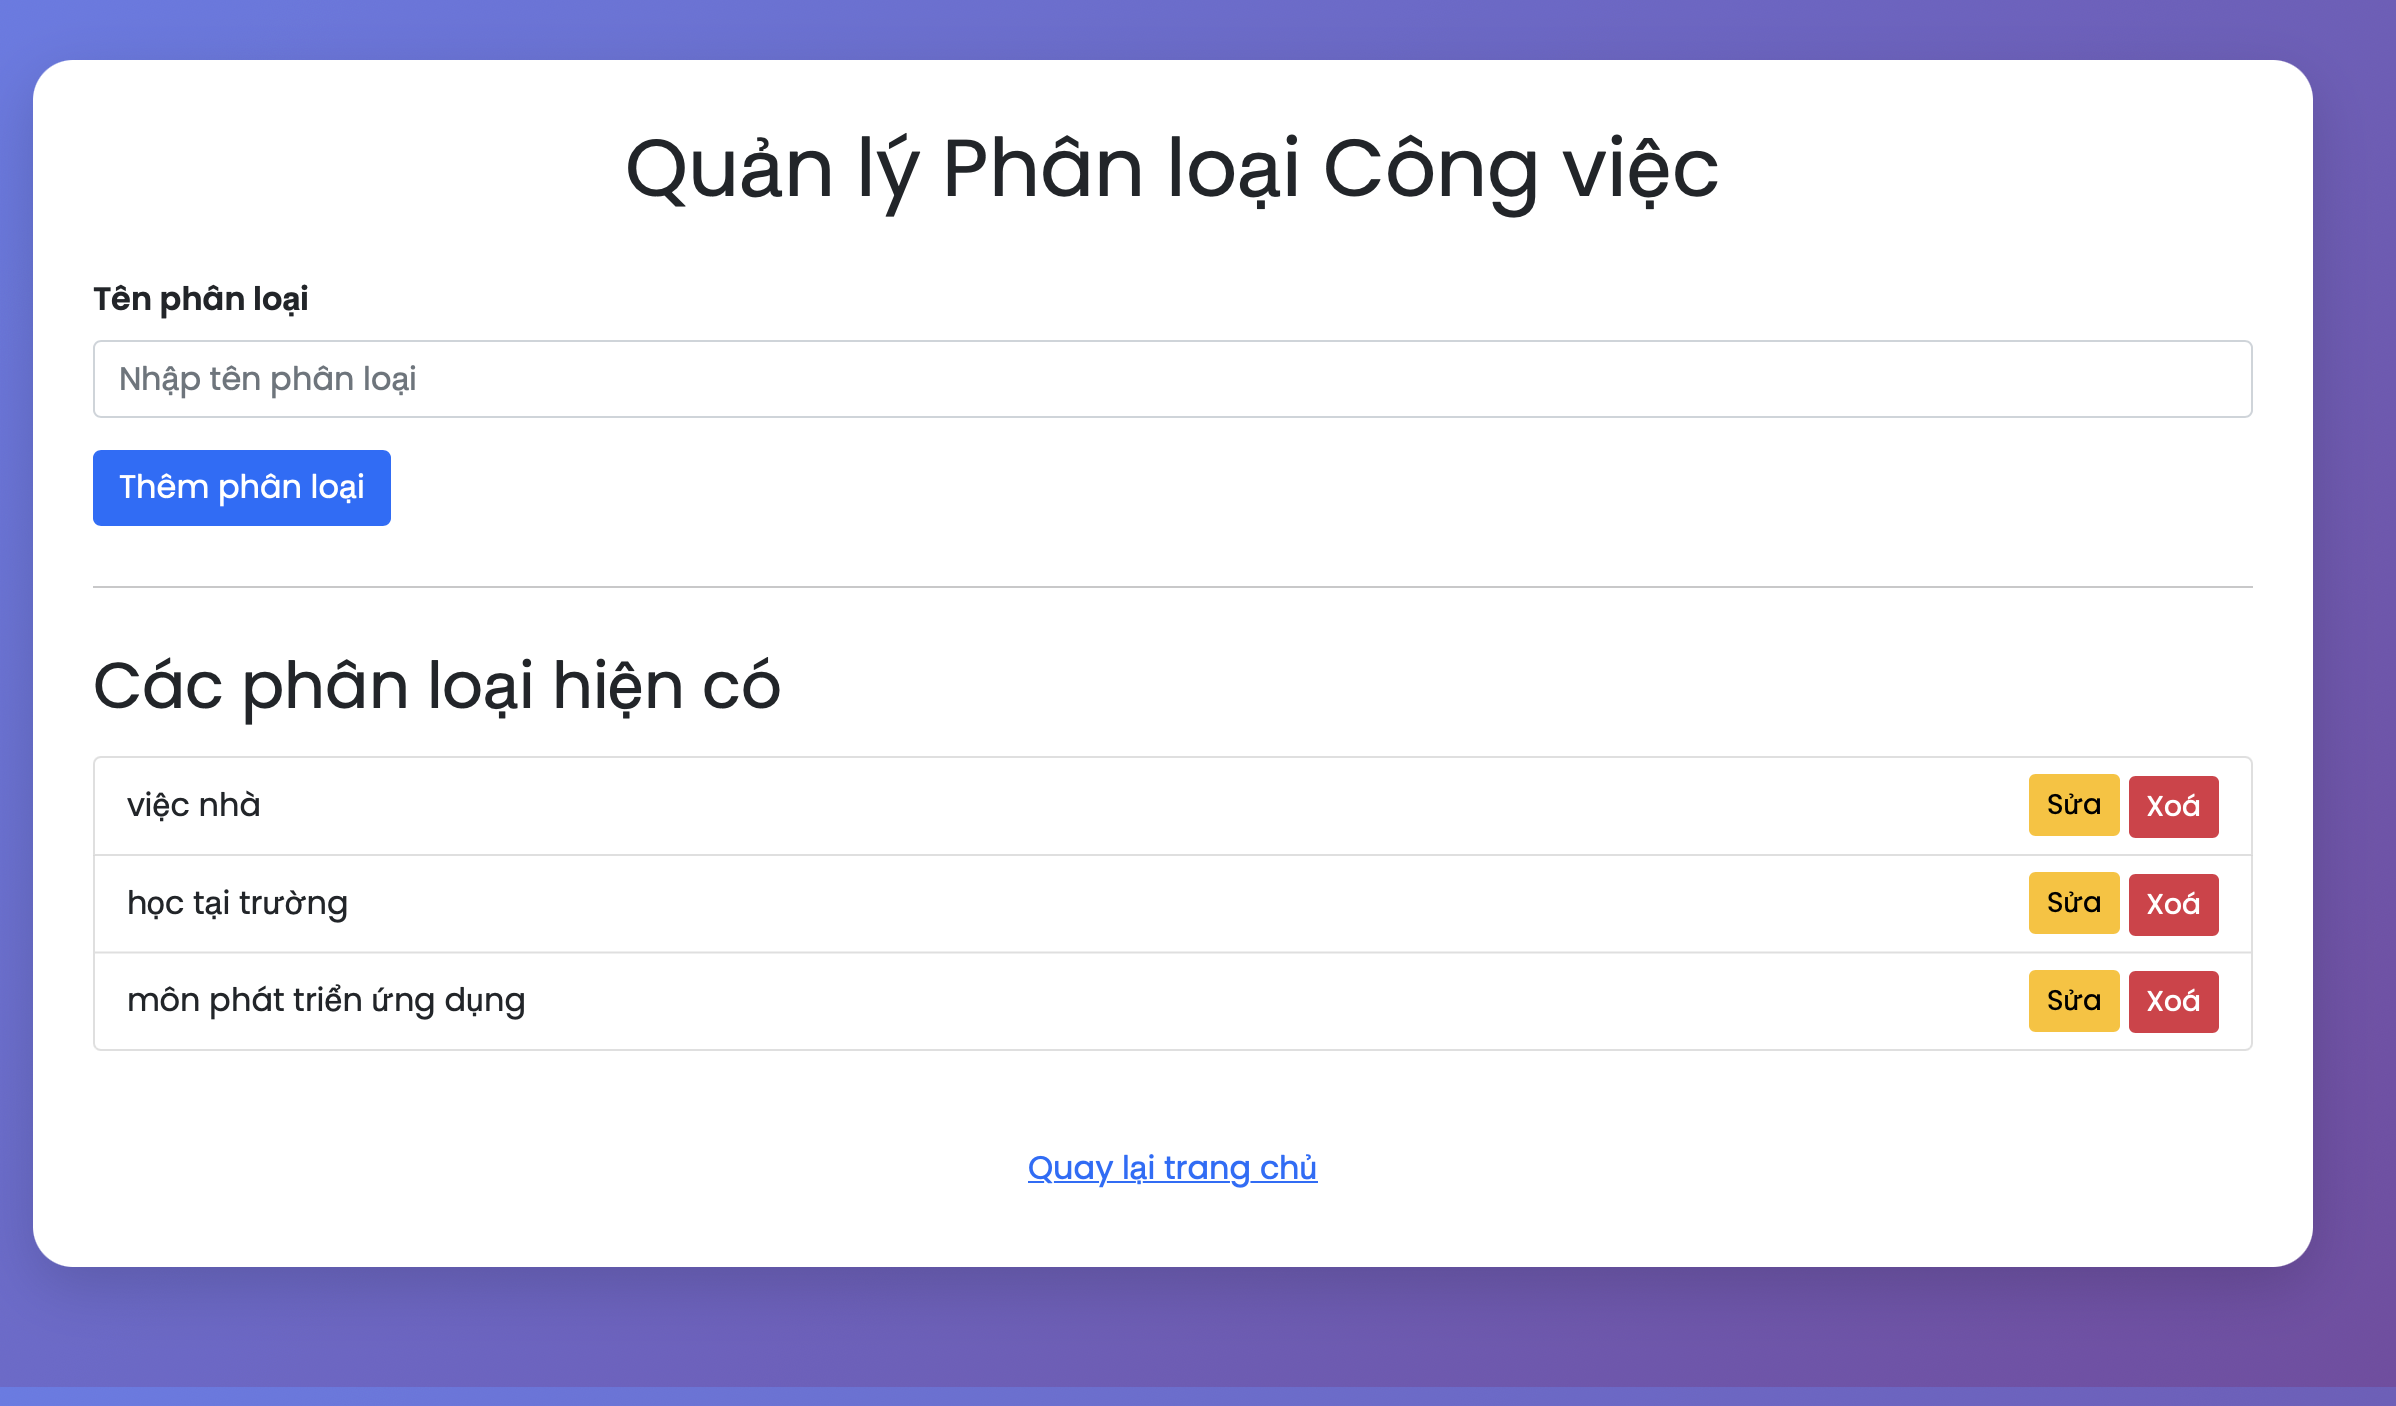 Quản lý Phân loại Công việc
Tên phân loại
Nhập tên phân loại
Thêm phân loại
Các phân loại hiện có
việc nhà Sửa Xoá
học tại trường Sửa Xoá
môn phát triển ứng dụng Sửa Xoá
Quay lại trang chủ